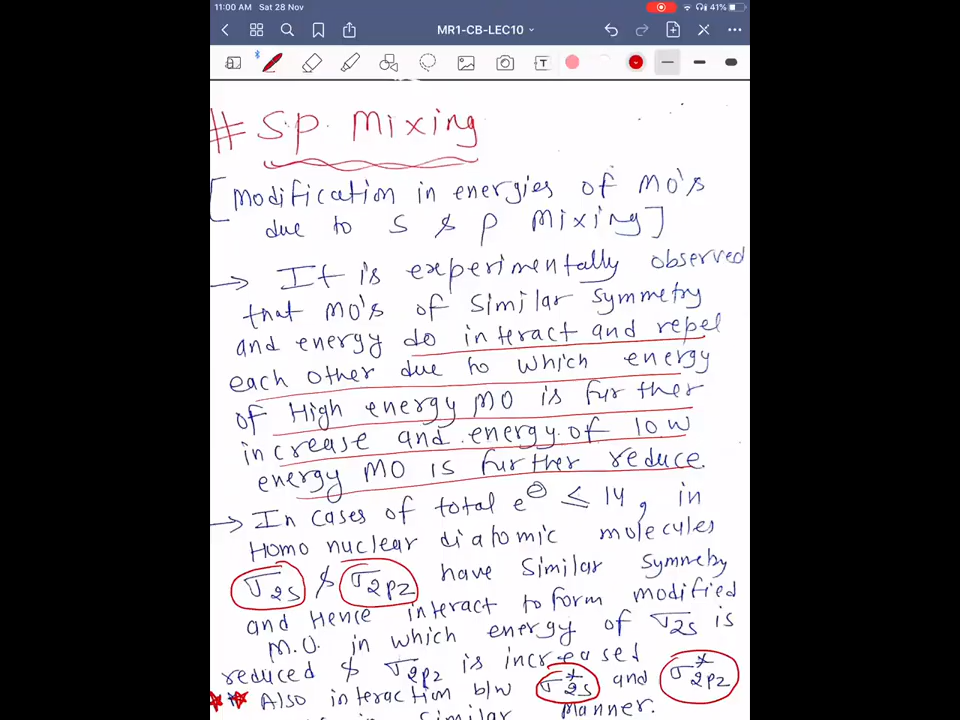 11:00 AM Sat 28 Nov 41%
MR1-CB-LEC10
# S.P. Mixing
[Modification in energies of MO's
due to S & P Mixing]
→ It is experimentally observed
that MO's of Similar Symmetry
and energy do interact and repel
each other due to which energy
of High energy MO is further
increase and energy of low
energy MO is further reduce.
→ In cases of total e⊖ ≤ 14, in
Homo nuclear diatomic molecules
σ2s & σ2pz have Similar Symmetry
and Hence interact to form modified
M.O. in which energy of σ2s is
reduced & σ2pz is increased
** Also interaction b/w σ*2s and σ*2pz
in Similar manner.